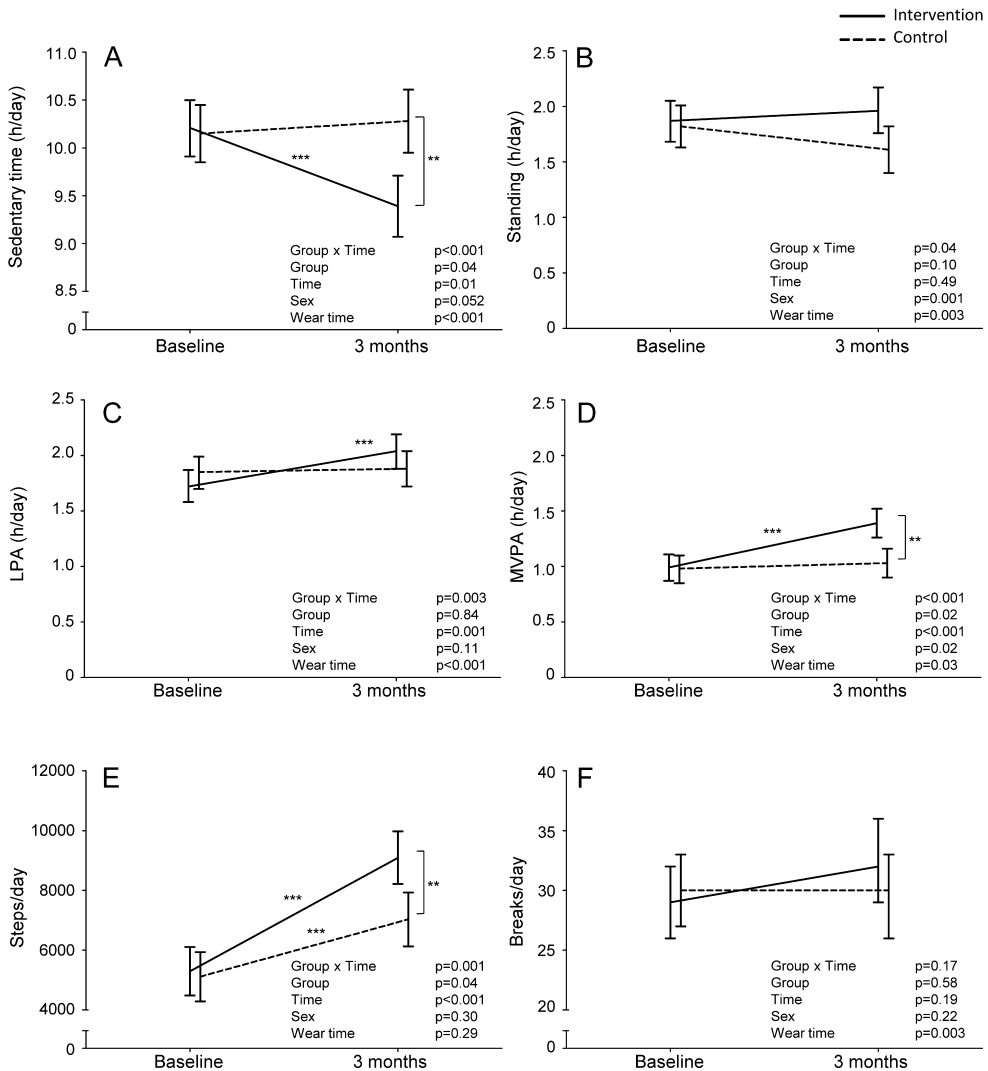 Intervention
Control
A
Sedentary time (h/day)
11.0
10.5
10.0
9.5
9.0
8.5
0
***
**
Group x Time p<0.001
Group p=0.04
Time p=0.01
Sex p=0.052
Wear time p<0.001
Baseline 3 months
B
Standing (h/day)
2.5
2.0
1.5
1.0
0.5
0
Group x Time p=0.04
Group p=0.10
Time p=0.49
Sex p=0.001
Wear time p=0.003
Baseline 3 months
C
LPA (h/day)
2.5
2.0
1.5
1.0
0.5
0
***
Group x Time p=0.003
Group p=0.84
Time p=0.001
Sex p=0.11
Wear time p<0.001
Baseline 3 months
D
MVPA (h/day)
2.5
2.0
1.5
1.0
0.5
0
***
**
Group x Time p<0.001
Group p=0.02
Time p<0.001
Sex p=0.02
Wear time p=0.03
Baseline 3 months
E
Steps/day
12000
10000
8000
6000
4000
0
***
***
**
Group x Time p=0.001
Group p=0.04
Time p<0.001
Sex p=0.30
Wear time p=0.29
Baseline 3 months
F
Breaks/day
40
35
30
25
20
0
Group x Time p=0.17
Group p=0.58
Time p=0.19
Sex p=0.22
Wear time p=0.003
Baseline 3 months